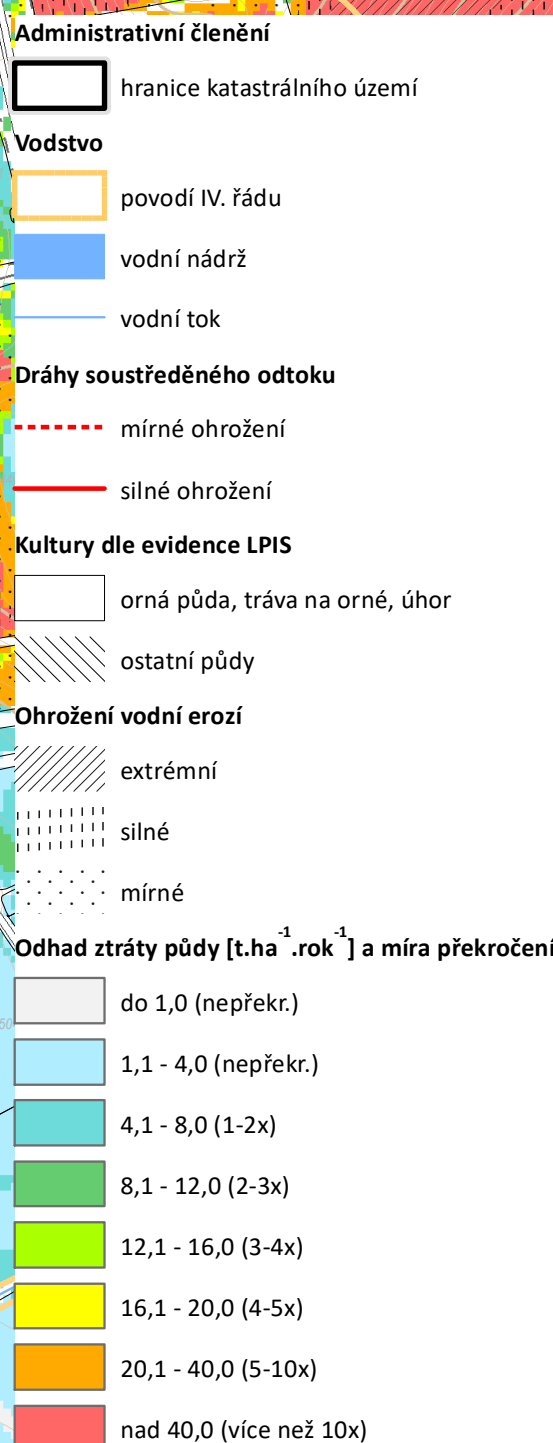 Administrativní členění
hranice katastrálního území
Vodstvo
povodí IV. řádu
vodní nádrž
vodní tok
Dráhy soustředěného odtoku
mírné ohrožení
silné ohrožení
Kultury dle evidence LPIS
orná půda, tráva na orné, úhor
ostatní půdy
Ohrožení vodní erozí
extrémní
silné
mírné
Odhad ztráty půdy [t.ha⁻¹.rok⁻¹] a míra překročení
do 1,0 (nepřekr.)
1,1 - 4,0 (nepřekr.)
4,1 - 8,0 (1-2x)
8,1 - 12,0 (2-3x)
12,1 - 16,0 (3-4x)
16,1 - 20,0 (4-5x)
20,1 - 40,0 (5-10x)
nad 40,0 (více než 10x)